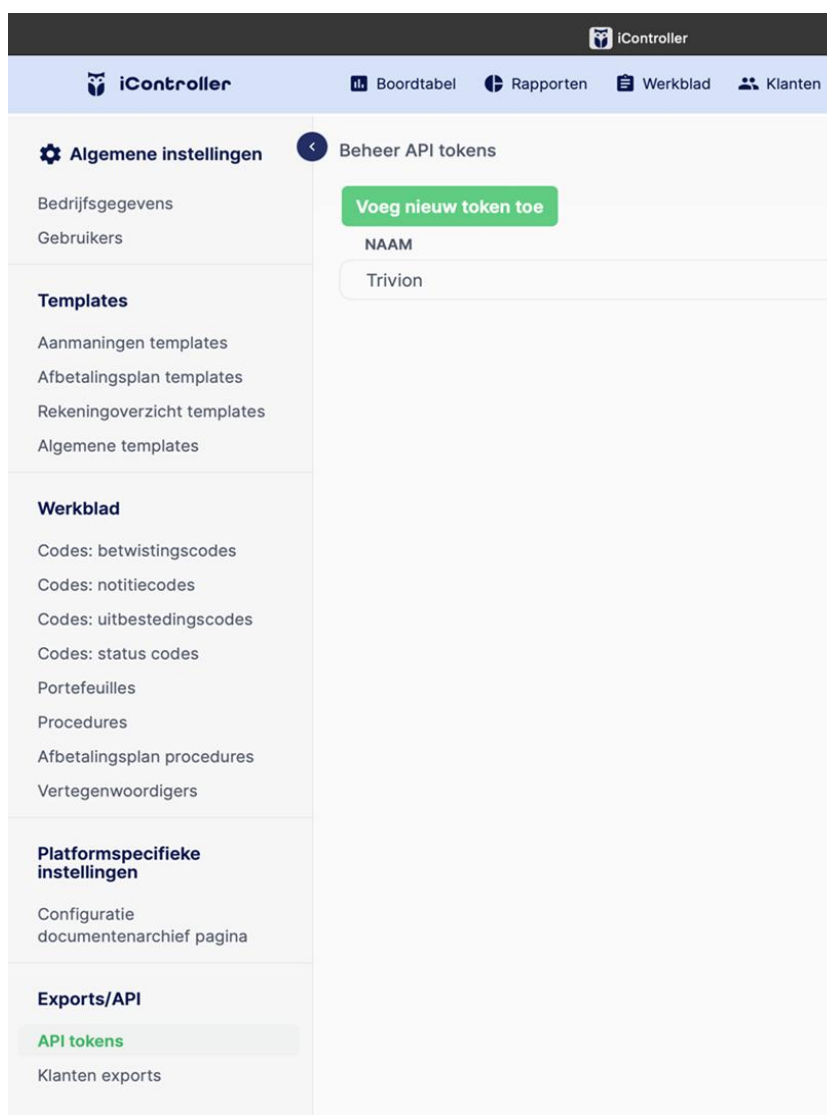 iController
iController
Boordtabel
Rapporten
Werkblad
Klanten
Algemene instellingen
Bedrijfsgegevens
Gebruikers
Templates
Aanmaningen templates
Afbetalingsplan templates
Rekeningoverzicht templates
Algemene templates
Werkblad
Codes: betwistingscodes
Codes: notitiecodes
Codes: uitbestedingscodes
Codes: status codes
Portefeuilles
Procedures
Afbetalingsplan procedures
Vertegenwoordigers
Platformspecifieke
instellingen
Configuratie
documentenarchief pagina
Exports/API
API tokens
Klanten exports
Beheer API tokens
Voeg nieuw token toe
NAAM
Trivion